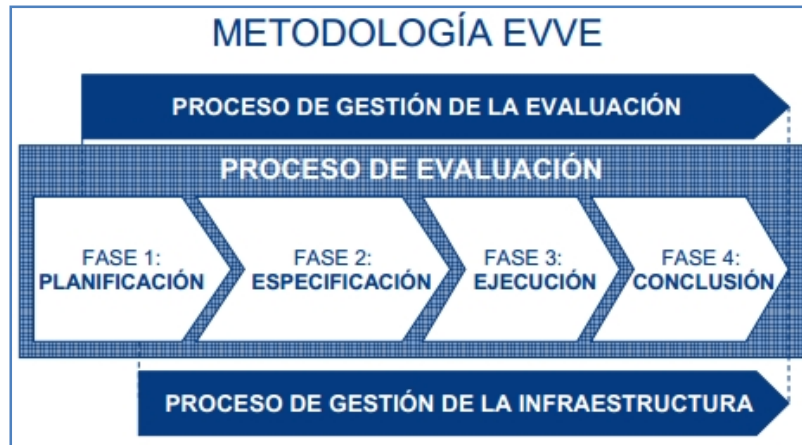 METODOLOGÍA EVVE
PROCESO DE GESTIÓN DE LA EVALUACIÓN
PROCESO DE EVALUACIÓN
FASE 1:
PLANIFICACIÓN
FASE 2:
ESPECIFICACIÓN
FASE 3:
EJECUCIÓN
FASE 4:
CONCLUSIÓN
PROCESO DE GESTIÓN DE LA INFRAESTRUCTURA